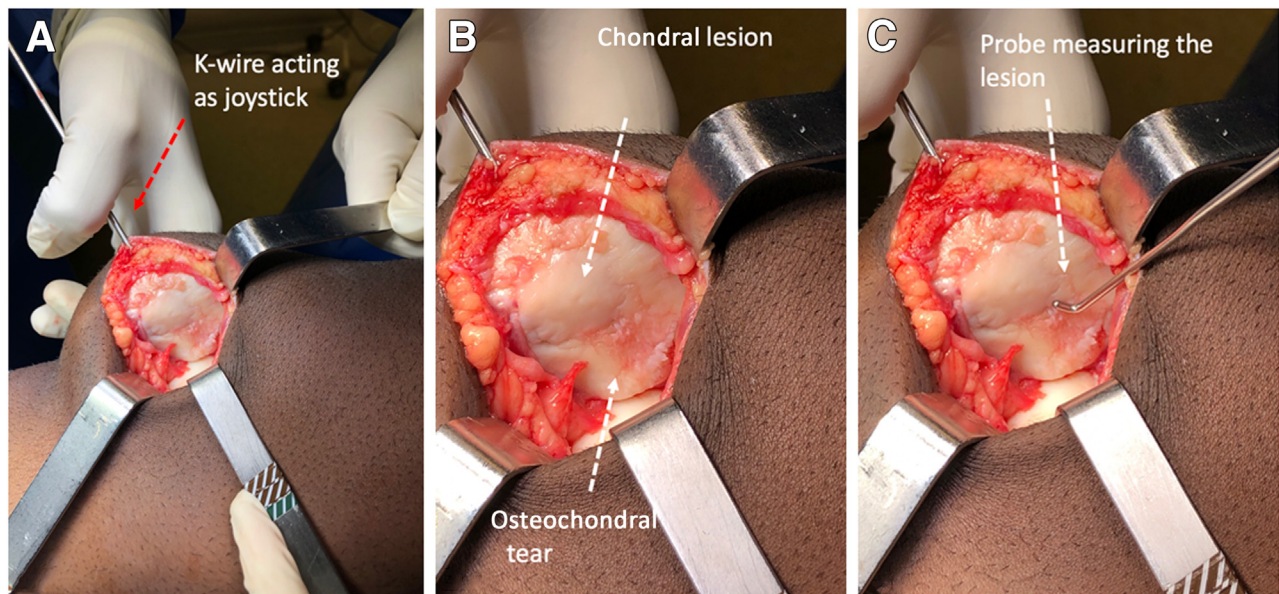 A
K-wire acting
as joystick
B
Chondral lesion
Osteochondral
tear
C
Probe measuring the
lesion